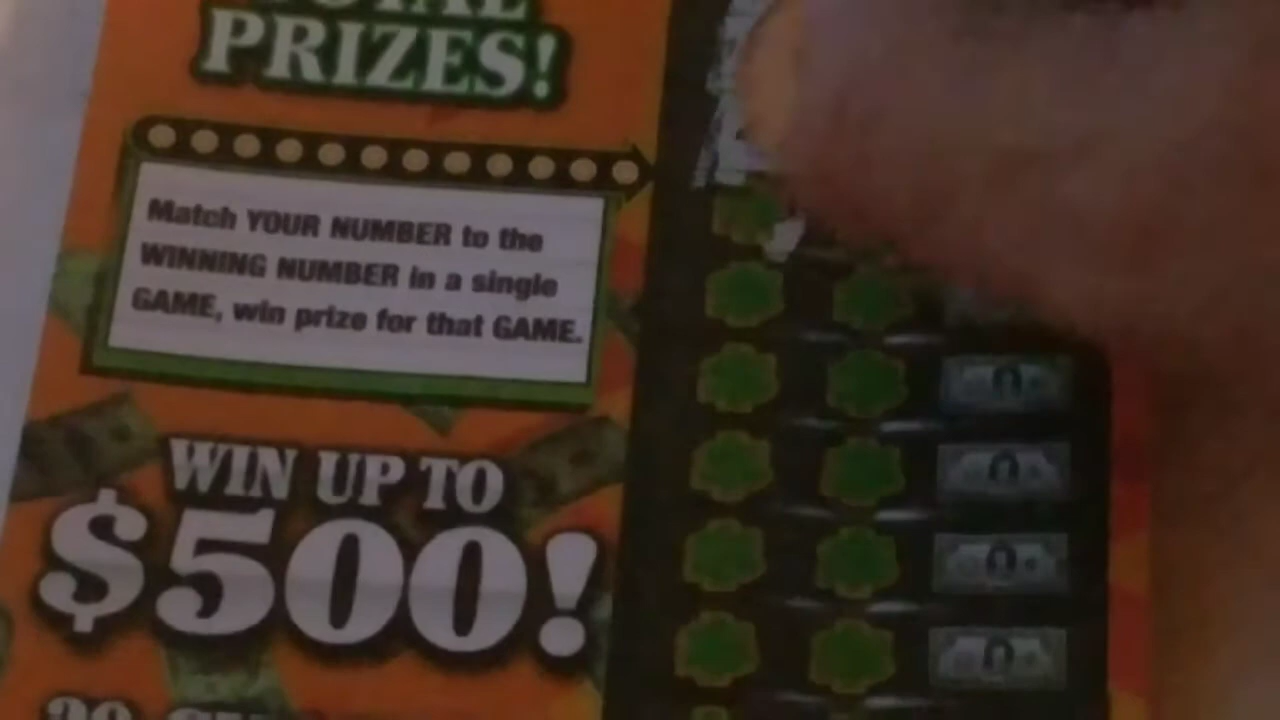 TOTAL
PRIZES!
Match YOUR NUMBER to the
WINNING NUMBER in a single
GAME, win prize for that GAME.
WIN UP TO
$500!